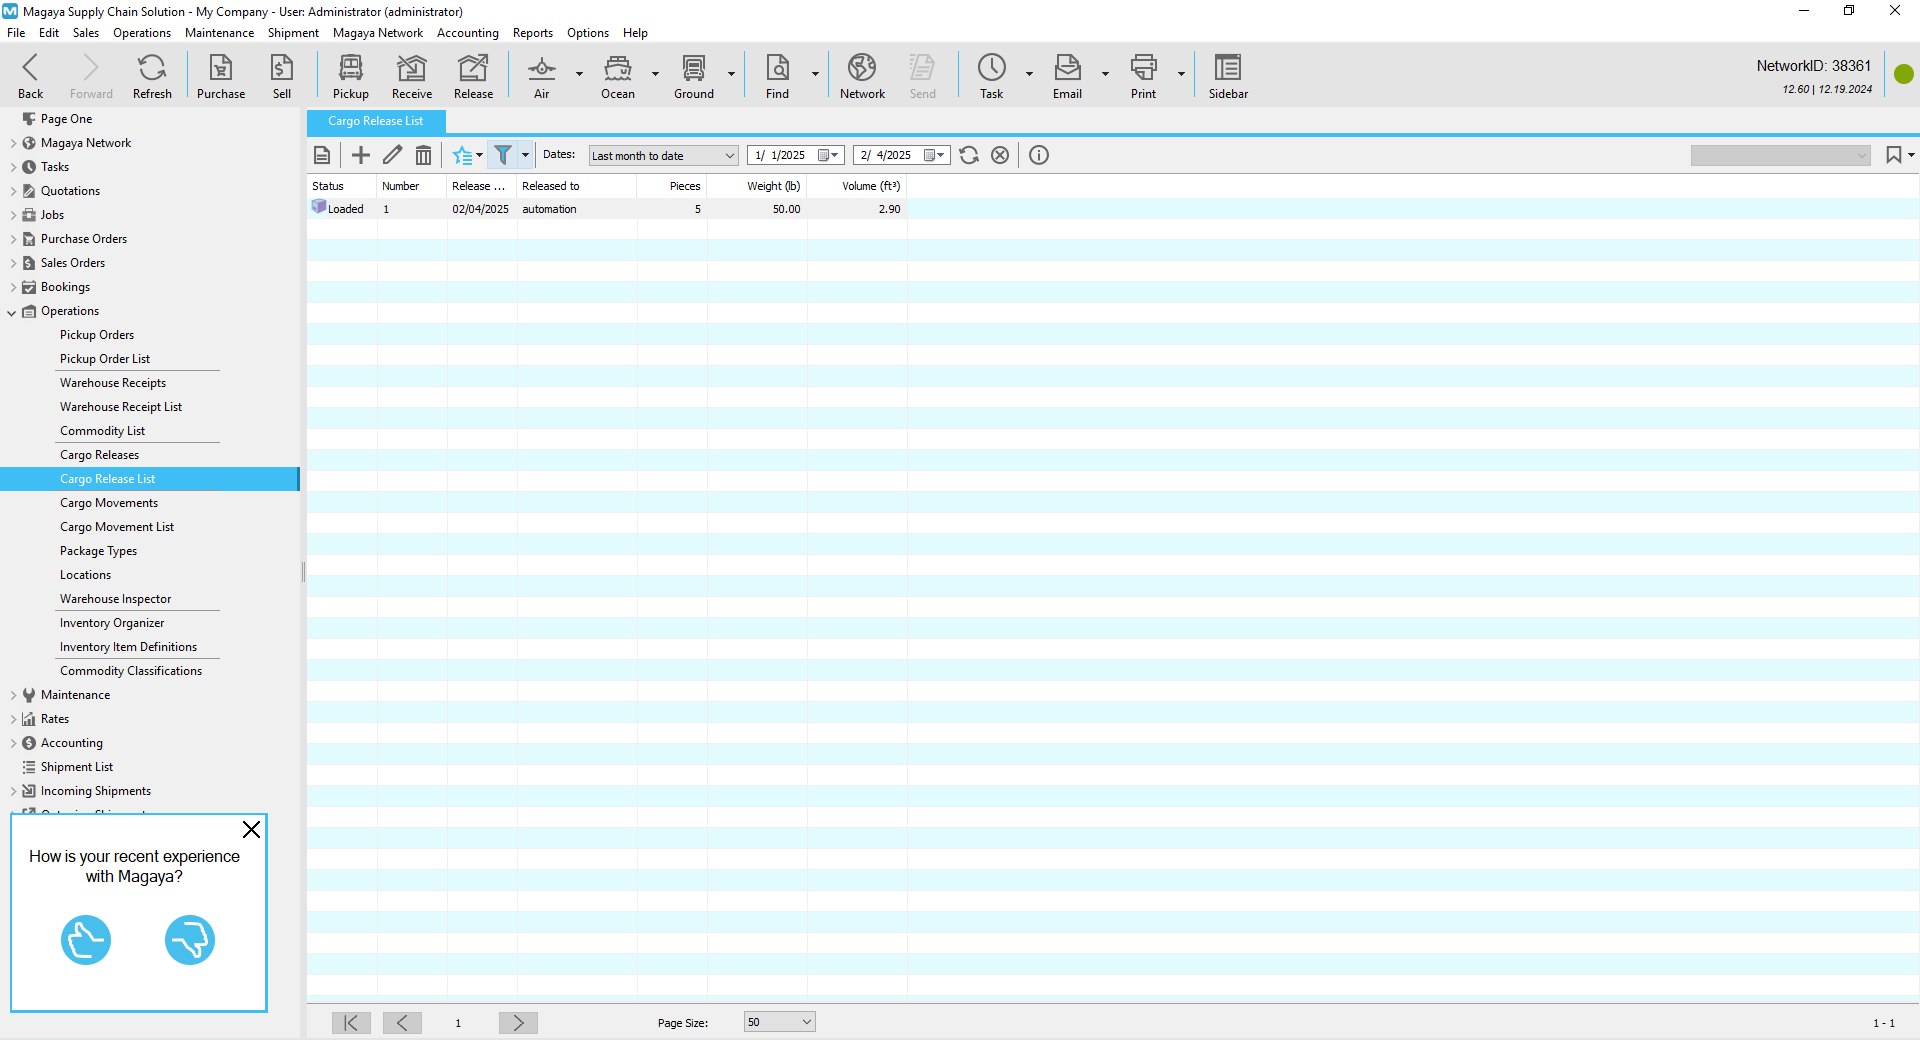 Magaya Supply Chain Solution - My Company - User: Administrator (administrator)
File Edit Sales Operations Maintenance Shipment Magaya Network Accounting Reports Options Help
Back Forward Refresh Purchase Sell Pickup Receive Release Air Ocean Ground Find Network Send Task Email Print Sidebar
NetworkID: 38361
12.60 | 12.19.2024
Page One
Magaya Network
Tasks
Quotations
Jobs
Purchase Orders
Sales Orders
Bookings
Operations
Pickup Orders
Pickup Order List
Warehouse Receipts
Warehouse Receipt List
Commodity List
Cargo Releases
Cargo Release List
Cargo Movements
Cargo Movement List
Package Types
Locations
Warehouse Inspector
Inventory Organizer
Inventory Item Definitions
Commodity Classifications
Maintenance
Rates
Accounting
Shipment List
Incoming Shipments
How is your recent experience
with Magaya?
Cargo Release List
Dates: Last month to date 1/ 1/2025 2/ 4/2025
Status Number Release ... Released to Pieces Weight (lb) Volume (ft³)
Loaded 1 02/04/2025 automation 5 50.00 2.90
1 Page Size: 50 1 - 1